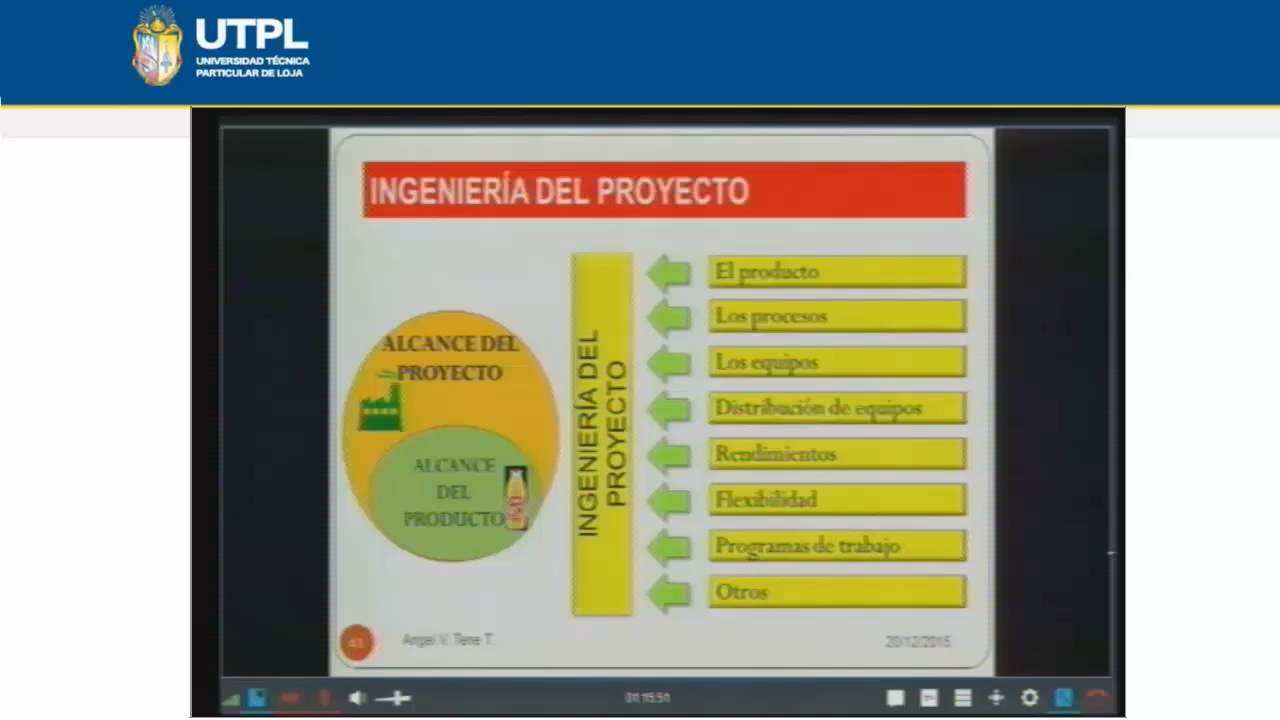 UTPL
UNIVERSIDAD TÉCNICA
PARTICULAR DE LOJA
INGENIERÍA DEL PROYECTO
ALCANCE DEL
PROYECTO
ALCANCE
DEL
PRODUCTO
INGENIERÍA DEL
PROYECTO
El producto
Los procesos
Los equipos
Distribución de equipos
Rendimientos
Flexibilidad
Programas de trabajo
Otros
Angel V. Tene T.
20/12/2015